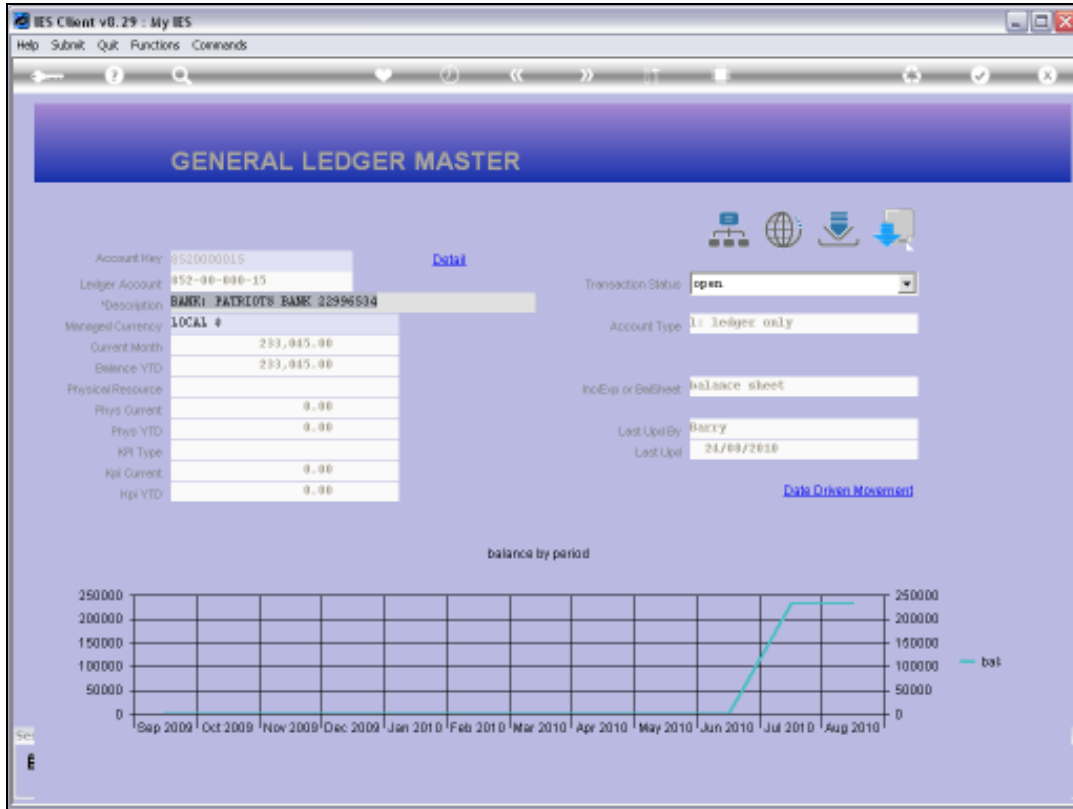 IES Client v8.29 : My IES
Help Submit Quit Functions Commands
GENERAL LEDGER MASTER
Account Key 8520000015 Detail
Ledger Account 852-00-000-15 Transaction Status open
*Description BANK: PATRIOTS BANK 22996534
Managed Currency LOCAL # Account Type 1: ledger only
Current Month 233,045.00
Balance YTD 233,045.00
Physical Resource Inc/Exp or BalSheet balance sheet
Phys Current 0.00
Phys YTD 0.00 Last Upd By Barry
KPI Type Last Upd 24/08/2010
Kpi Current 0.00
Kpi YTD 0.00 Date Driven Movement
balance by period
250000 250000
200000 200000
150000 150000
100000 100000 bal
50000 50000
0 0
Sep 2009 Oct 2009 Nov 2009 Dec 2009 Jan 2010 Feb 2010 Mar 2010 Apr 2010 May 2010 Jun 2010 Jul 2010 Aug 2010